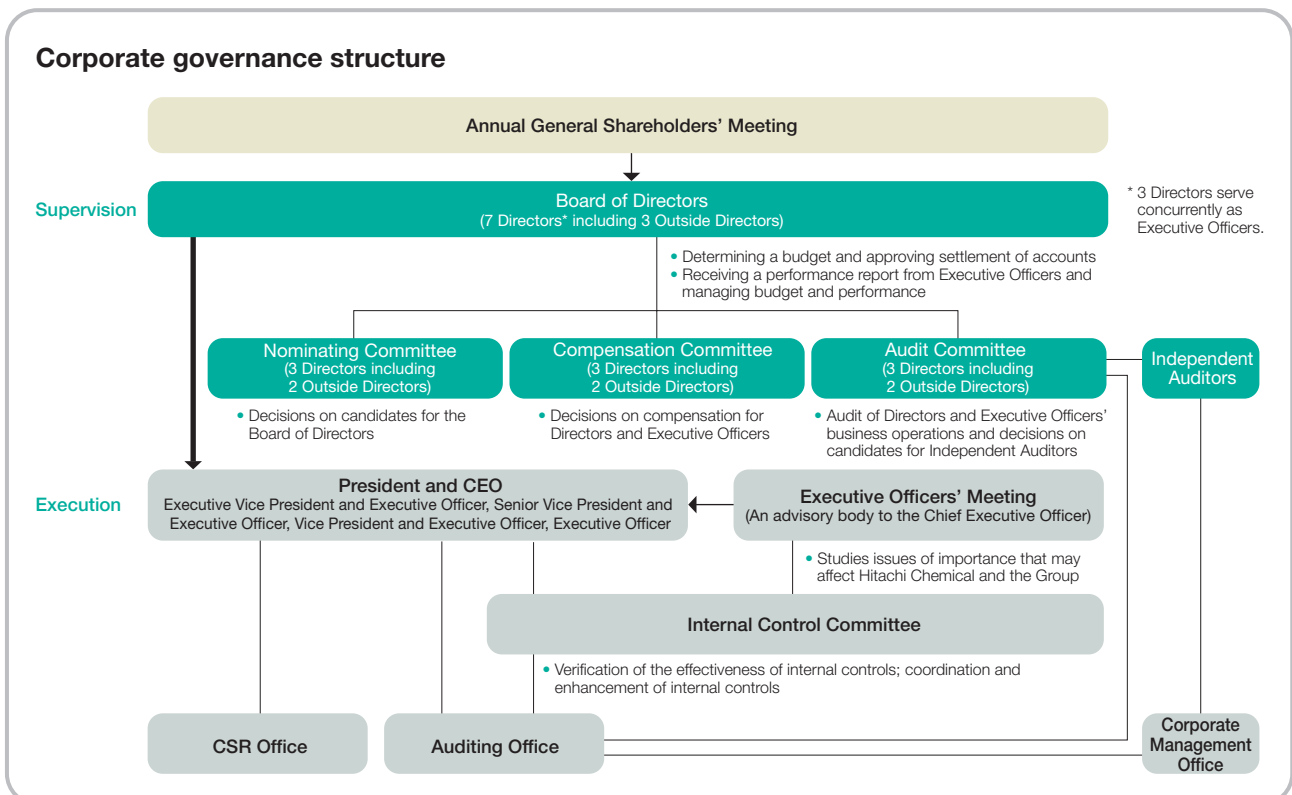 Corporate governance structure
Annual General Shareholders’ Meeting
Supervision
Board of Directors
(7 Directors* including 3 Outside Directors)
* 3 Directors serve
concurrently as
Executive Officers.
• Determining a budget and approving settlement of accounts
• Receiving a performance report from Executive Officers and
managing budget and performance
Nominating Committee
(3 Directors including
2 Outside Directors)
Compensation Committee
(3 Directors including
2 Outside Directors)
Audit Committee
(3 Directors including
2 Outside Directors)
Independent
Auditors
• Decisions on candidates for the
Board of Directors
• Decisions on compensation for
Directors and Executive Officers
• Audit of Directors and Executive Officers’
business operations and decisions on
candidates for Independent Auditors
Execution
President and CEO
Executive Vice President and Executive Officer, Senior Vice President and
Executive Officer, Vice President and Executive Officer, Executive Officer
Executive Officers’ Meeting
(An advisory body to the Chief Executive Officer)
• Studies issues of importance that may
affect Hitachi Chemical and the Group
Internal Control Committee
• Verification of the effectiveness of internal controls; coordination and
enhancement of internal controls
CSR Office
Auditing Office
Corporate
Management
Office